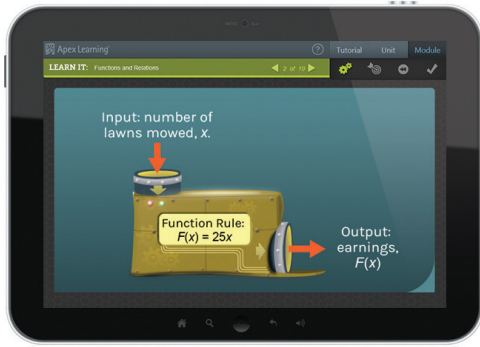 Apex Learning
Tutorial Unit Module
LEARN IT: Functions and Relations
2 of 10
Input: number of
lawns mowed, x.
Function Rule:
F(x) = 25x
Output:
earnings,
F(x)